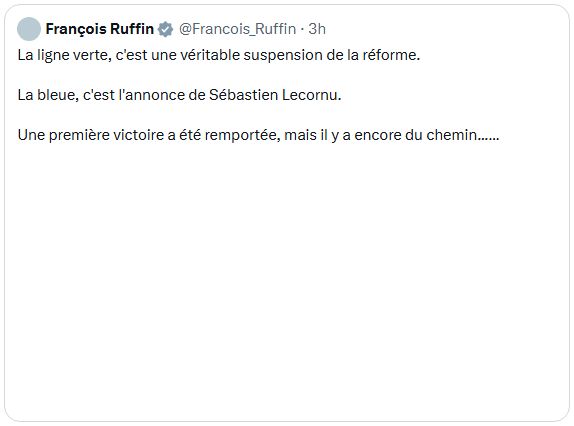 François Ruffin @Francois_Ruffin · 3h
La ligne verte, c'est une véritable suspension de la réforme.
La bleue, c'est l'annonce de Sébastien Lecornu.
Une première victoire a été remportée, mais il y a encore du chemin......